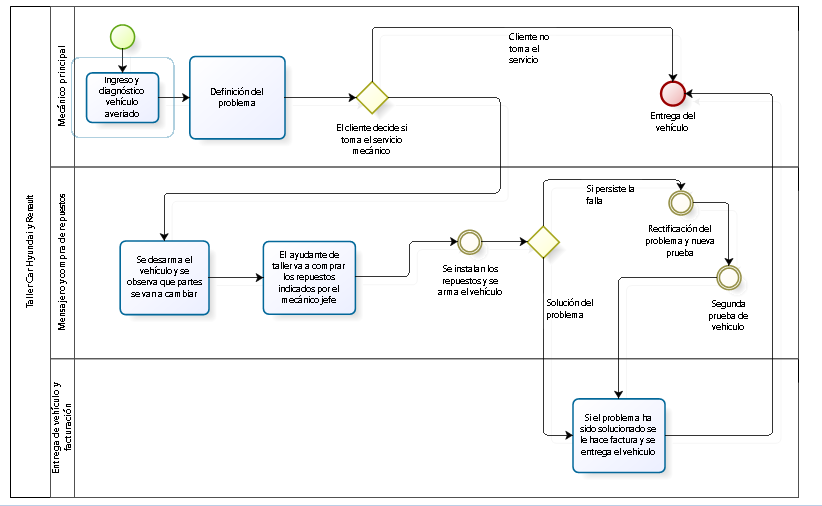 Taller Car Hyundai y Renault
Mecánico principal
Ingreso y
diagnóstico
vehículo
averiado
Definición del
problema
El cliente decide si
toma el servicio
mecánico
Cliente no
toma el
servicio
Entrega del
vehículo
Mensajero y compra de repuestos
Se desarma el
vehículo y se
observa que partes
se van a cambiar
El ayudante de
taller va a comprar
los repuestos
indicados por el
mecánico jefe
Se instalan los
repuestos y se
arma el vehículo
Si persiste la
falla
Solución del
problema
Rectificación del
problema y nueva
prueba
Segunda
prueba de
vehículo
Entrega de vehículo y
facturación
Si el problema ha
sido solucionado se
le hace factura y se
entrega el vehículo